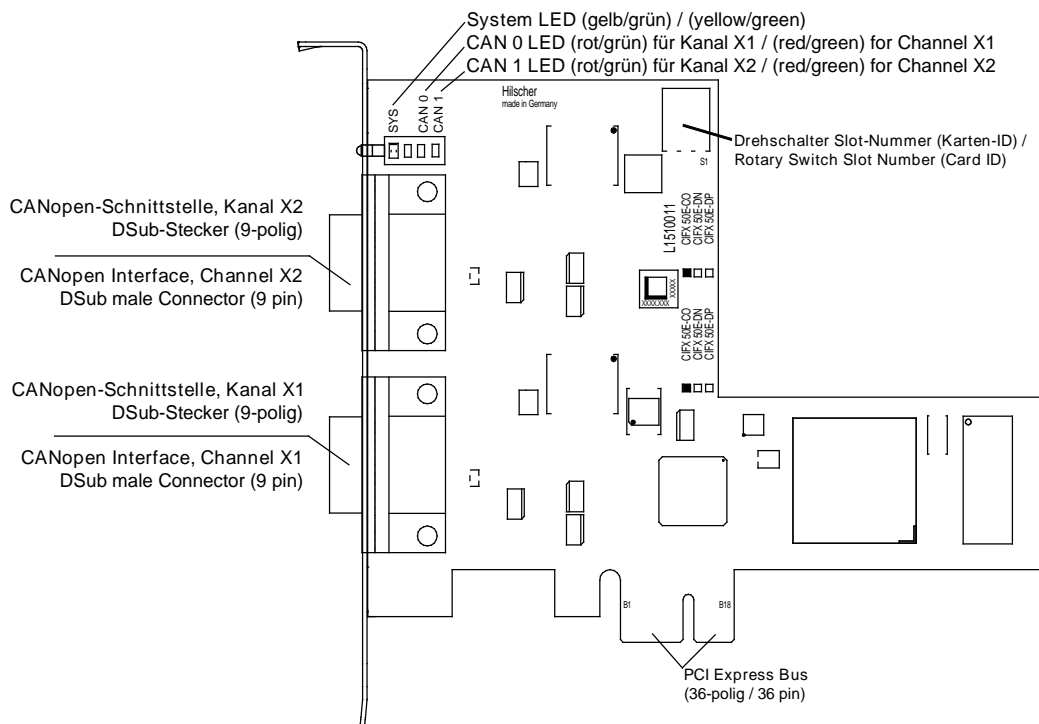 System LED (gelb/grün) / (yellow/green)
CAN 0 LED (rot/grün) für Kanal X1 / (red/green) for Channel X1
CAN 1 LED (rot/grün) für Kanal X2 / (red/green) for Channel X2
SYS
CAN 0
CAN 1
Hilscher
made in Germany
S1
Drehschalter Slot-Nummer (Karten-ID) /
Rotary Switch Slot Number (Card ID)
CANopen-Schnittstelle, Kanal X2
DSub-Stecker (9-polig)
CANopen Interface, Channel X2
DSub male Connector (9 pin)
L1510011
CIFX 50E-CO
CIFX 50E-DN
CIFX 50E-DP
XXXXX
XXXXXXX
CIFX 50E-CO
CIFX 50E-DN
CIFX 50E-DP
CANopen-Schnittstelle, Kanal X1
DSub-Stecker (9-polig)
CANopen Interface, Channel X1
DSub male Connector (9 pin)
B1
B18
PCI Express Bus
(36-polig / 36 pin)